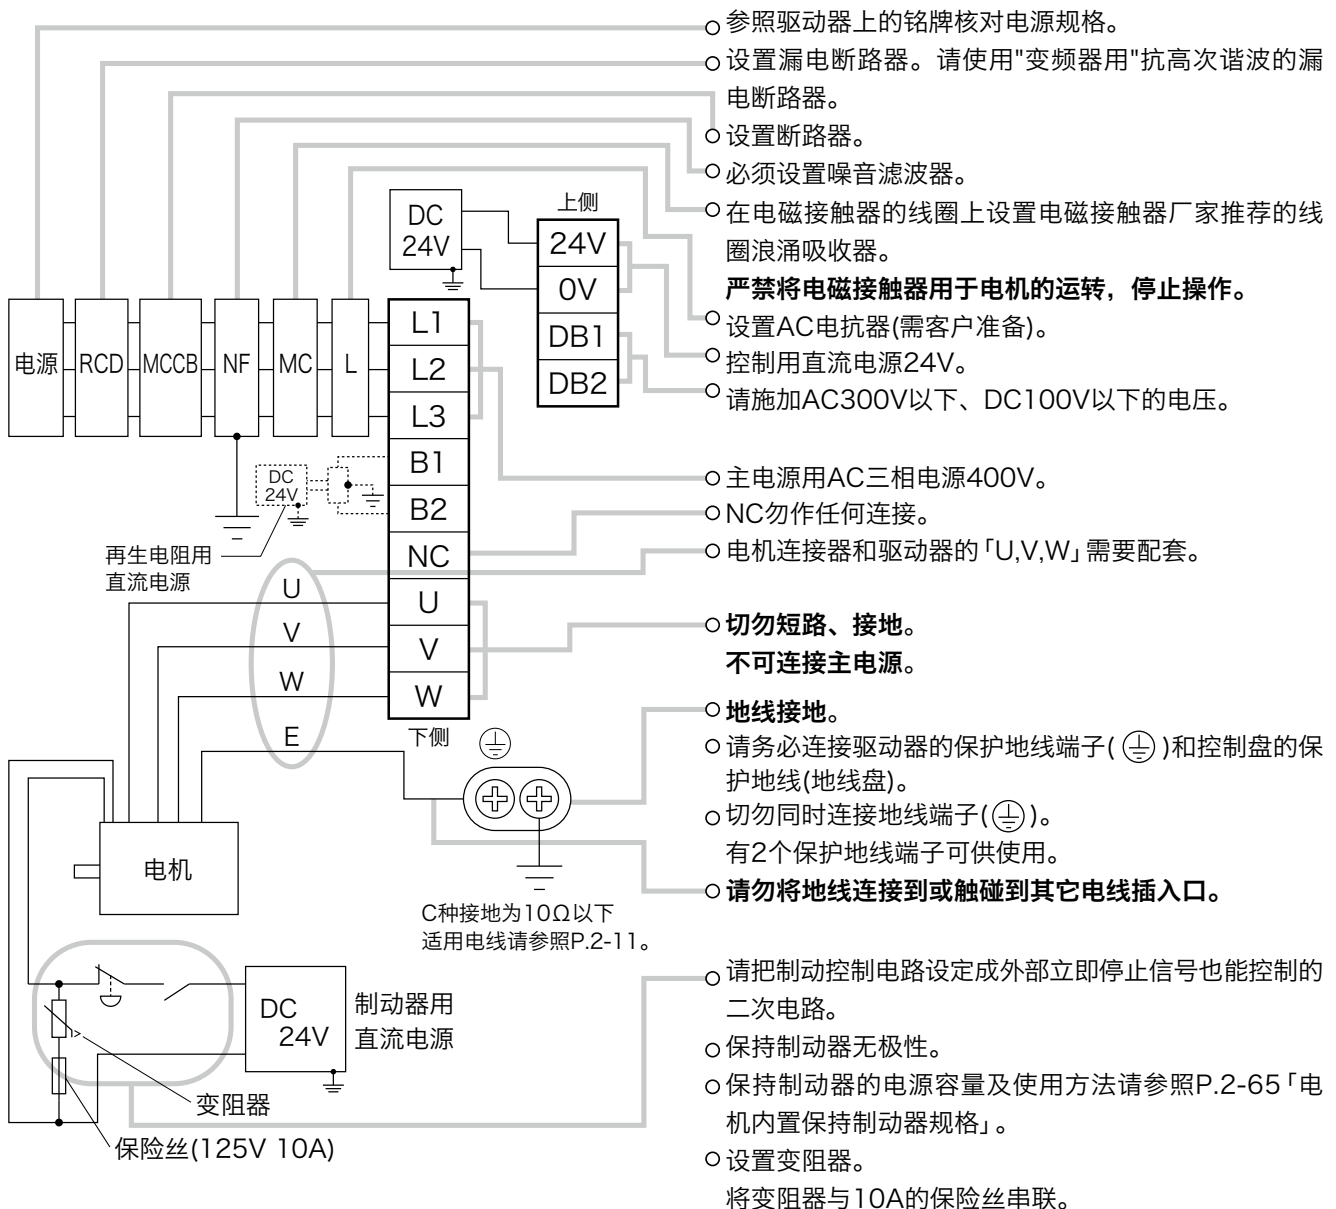 参照驱动器上的铭牌核对电源规格。
设置漏电断路器。请使用"变频器用"抗高次谐波的漏
电断路器。
设置断路器。
必须设置噪音滤波器。
在电磁接触器的线圈上设置电磁接触器厂家推荐的线
圈浪涌吸收器。
严禁将电磁接触器用于电机的运转，停止操作。
设置AC电抗器(需客户准备)。
控制用直流电源24V。
请施加AC300V以下、DC100V以下的电压。
主电源用AC三相电源400V。
NC勿作任何连接。
电机连接器和驱动器的「U,V,W」需要配套。
切勿短路、接地。
不可连接主电源。
地线接地。
请务必连接驱动器的保护地线端子(⏚)和控制盘的保
护地线(地线盘)。
切勿同时连接地线端子(⏚)。
有2个保护地线端子可供使用。
请勿将地线连接到或触碰到其它电线插入口。
请把制动控制电路设定成外部立即停止信号也能控制的
二次电路。
保持制动器无极性。
保持制动器的电源容量及使用方法请参照P.2-65「电
机内置保持制动器规格」。
设置变阻器。
将变阻器与10A的保险丝串联。
DC
24V
上侧
24V
0V
DB1
DB2
电源
RCD
MCCB
NF
MC
L
L1
L2
L3
B1
B2
NC
U
V
W
下侧
DC
24V
再生电阻用
直流电源
U
V
W
E
电机
C种接地为10Ω以下
适用电线请参照P.2-11。
DC
24V
制动器用
直流电源
变阻器
保险丝(125V 10A)